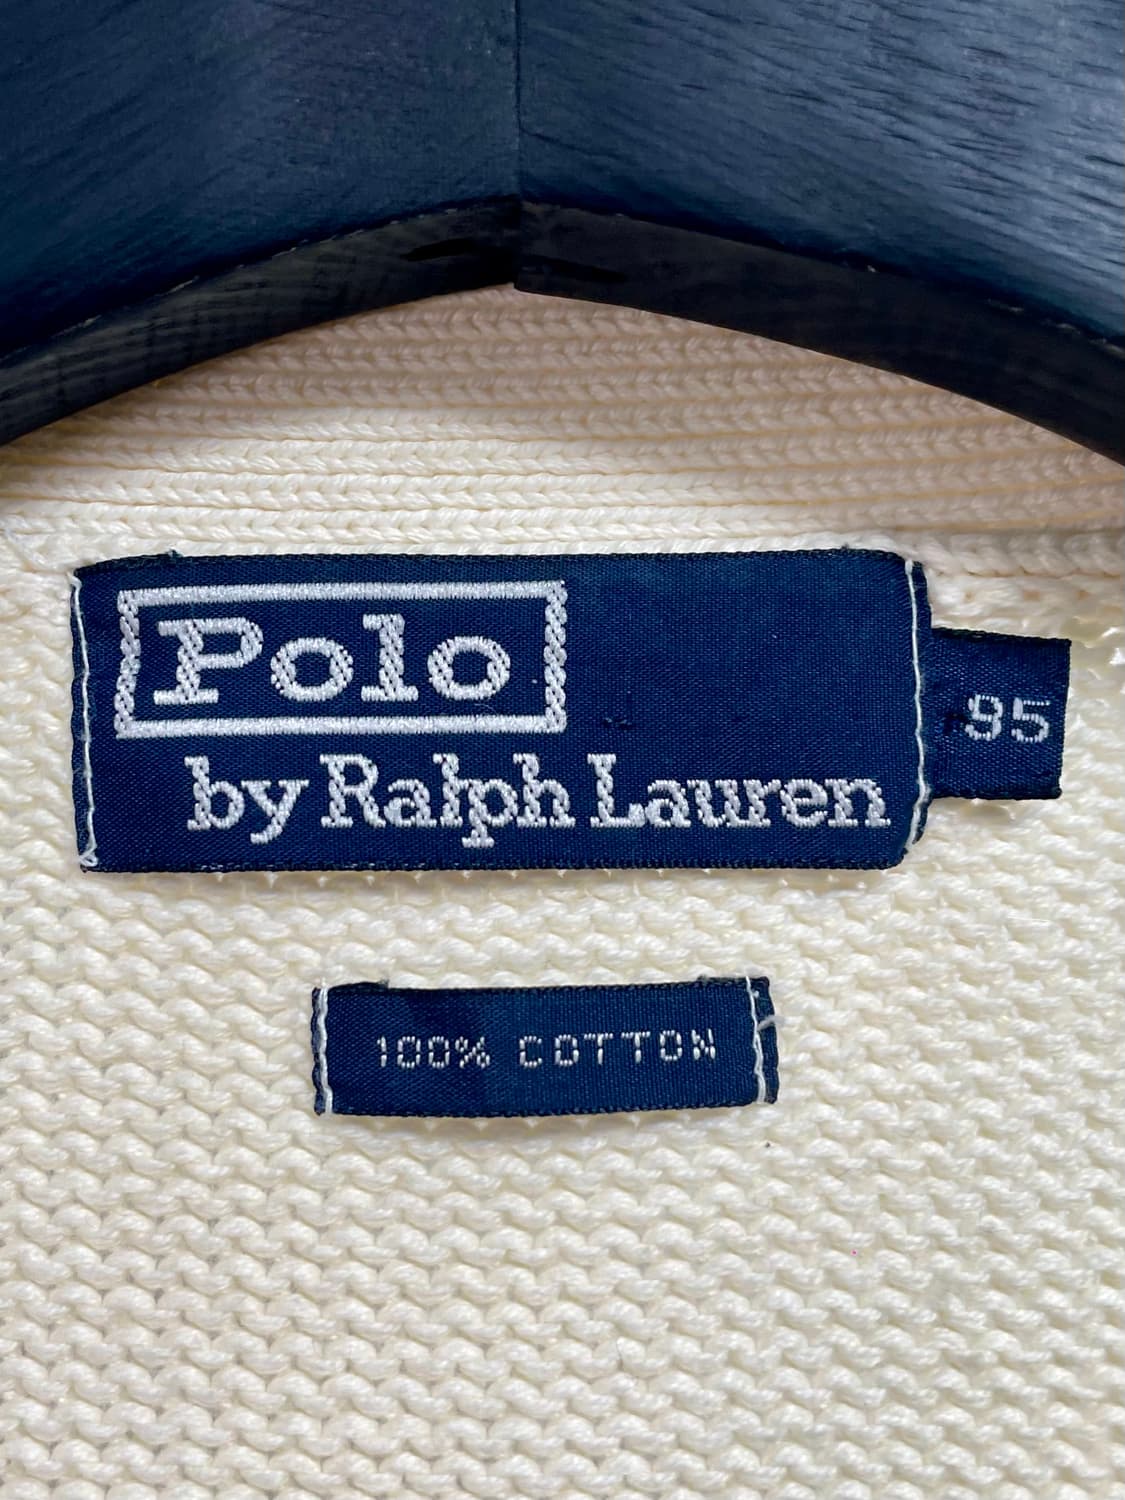 Polo
by Ralph Lauren
95
100% COTTON